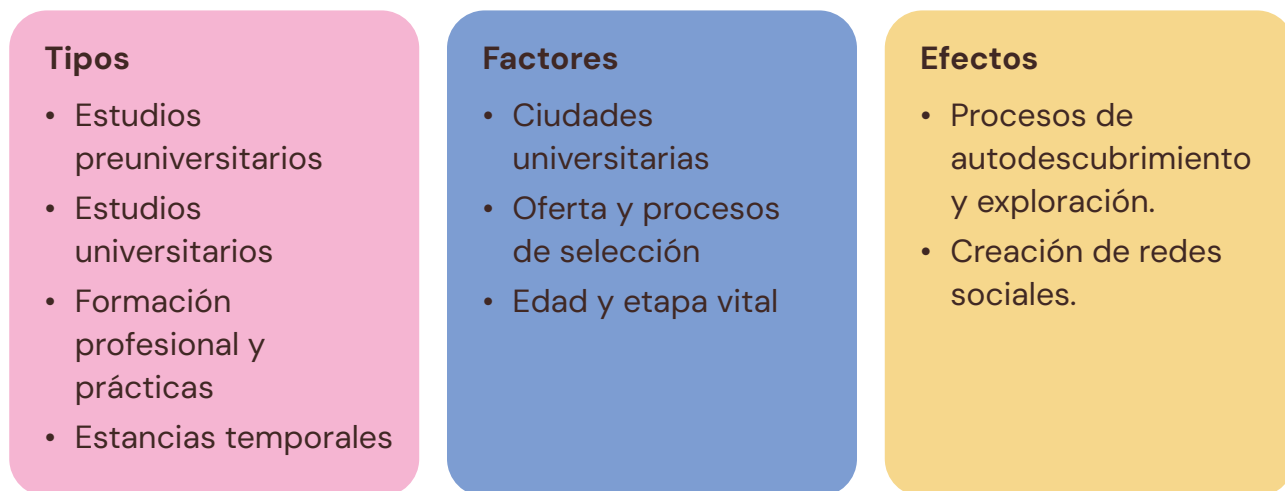 Tipos
• Estudios
preuniversitarios
• Estudios
universitarios
• Formación
profesional y
prácticas
• Estancias temporales
Factores
• Ciudades
universitarias
• Oferta y procesos
de selección
• Edad y etapa vital
Efectos
• Procesos de
autodescubrimiento
y exploración.
• Creación de redes
sociales.